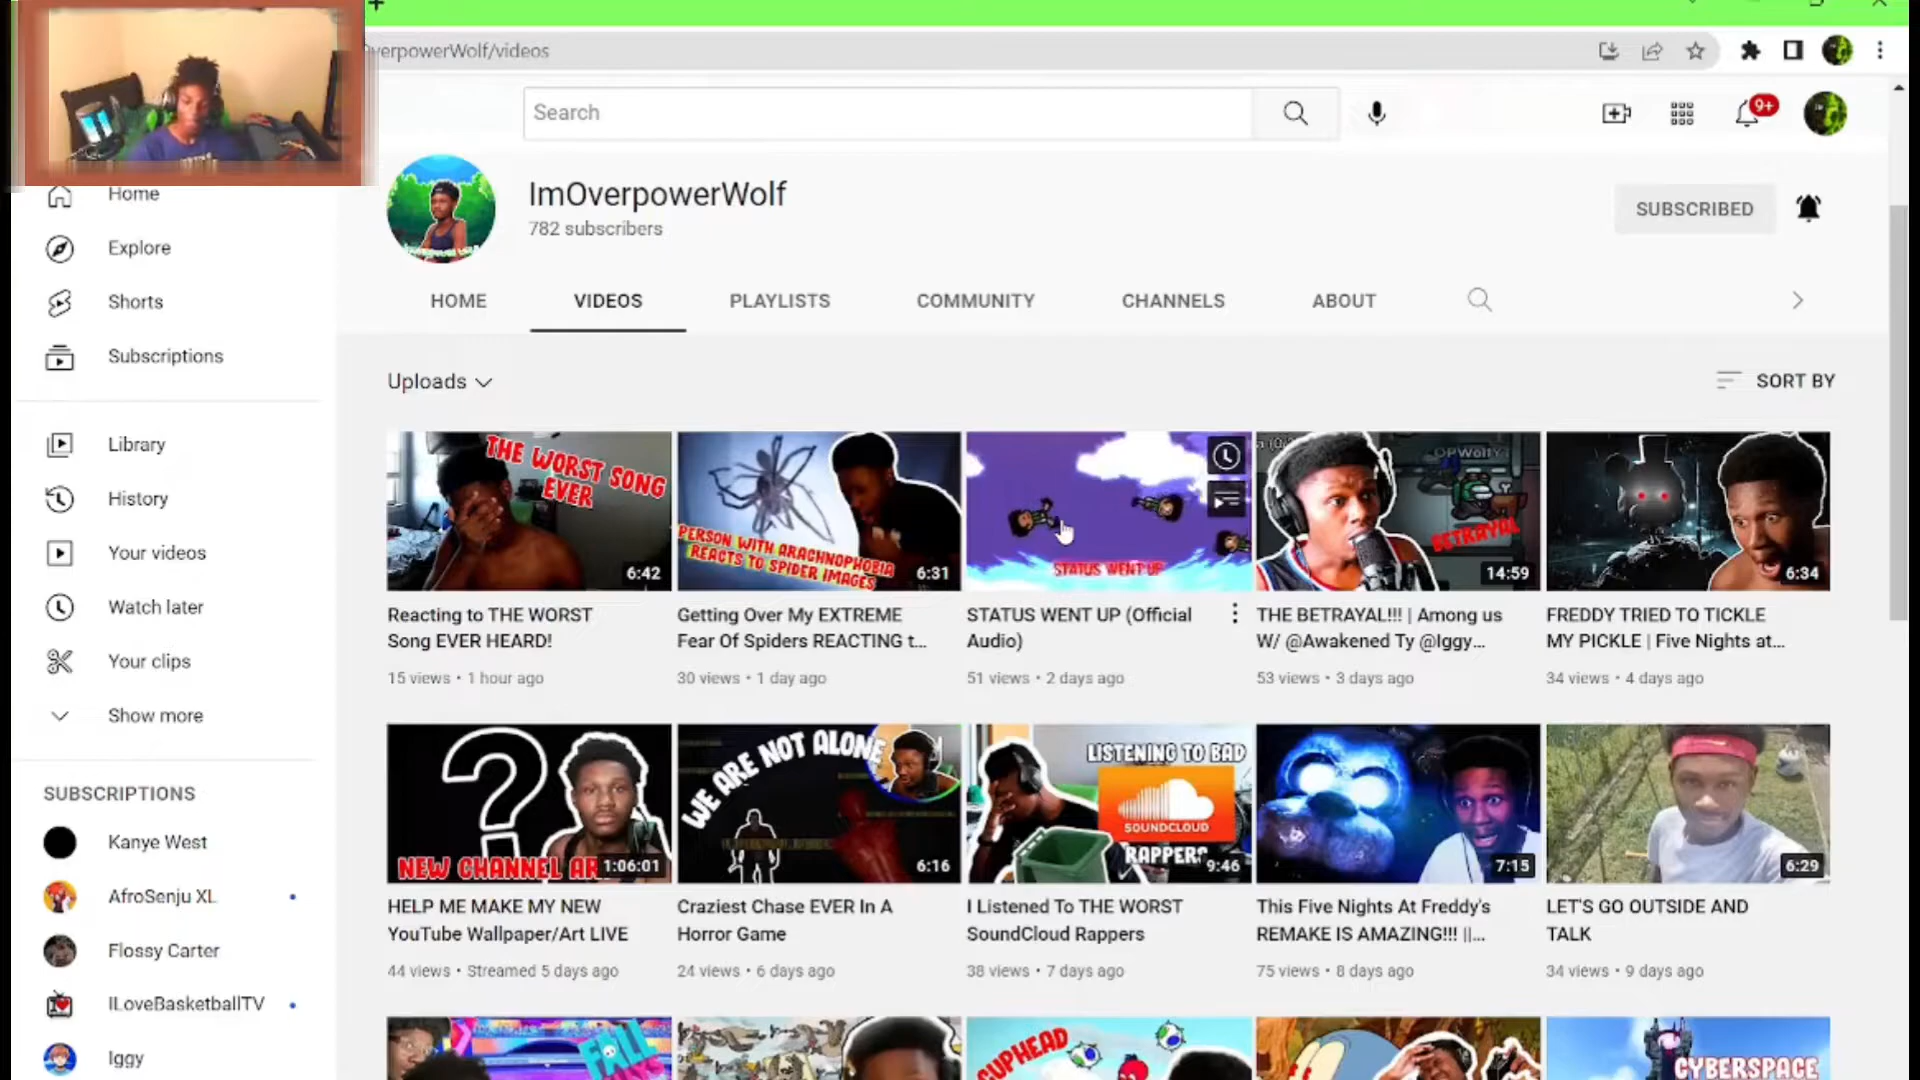 OverpowerWolf/videos
Search
9+
ImOverpowerWolf
782 subscribers
SUBSCRIBED
HOME
VIDEOS
PLAYLISTS
COMMUNITY
CHANNELS
ABOUT
Home
Explore
Shorts
Subscriptions
Library
History
Your videos
Watch later
Your clips
Show more
SUBSCRIPTIONS
Kanye West
AfroSenju XL
Flossy Carter
ILoveBasketballTV
Iggy
Uploads
SORT BY
THE WORST SONG
EVER
6:42
Reacting to THE WORST
Song EVER HEARD!
15 views • 1 hour ago
PERSON WITH ARACHNOPHOBIA
REACTS TO SPIDER IMAGES
6:31
Getting Over My EXTREME
Fear Of Spiders REACTING t...
30 views • 1 day ago
STATUS WENT UP
STATUS WENT UP (Official
Audio)
51 views • 2 days ago
OPWolfY
BETRAYAL
14:59
THE BETRAYAL!!! | Among us
W/ @Awakened Ty @Iggy...
53 views • 3 days ago
6:34
FREDDY TRIED TO TICKLE
MY PICKLE | Five Nights at...
34 views • 4 days ago
?
NEW CHANNEL AR
1:06:01
HELP ME MAKE MY NEW
YouTube Wallpaper/Art LIVE
44 views • Streamed 5 days ago
WE ARE NOT ALONE
6:16
Craziest Chase EVER In A
Horror Game
24 views • 6 days ago
LISTENING TO BAD
SOUNDCLOUD
RAPPERS
9:46
I Listened To THE WORST
SoundCloud Rappers
38 views • 7 days ago
7:15
This Five Nights At Freddy's
REMAKE IS AMAZING!!! ||...
75 views • 8 days ago
6:29
LET'S GO OUTSIDE AND
TALK
34 views • 9 days ago
FALL
CUPHEAD
CYBERSPACE